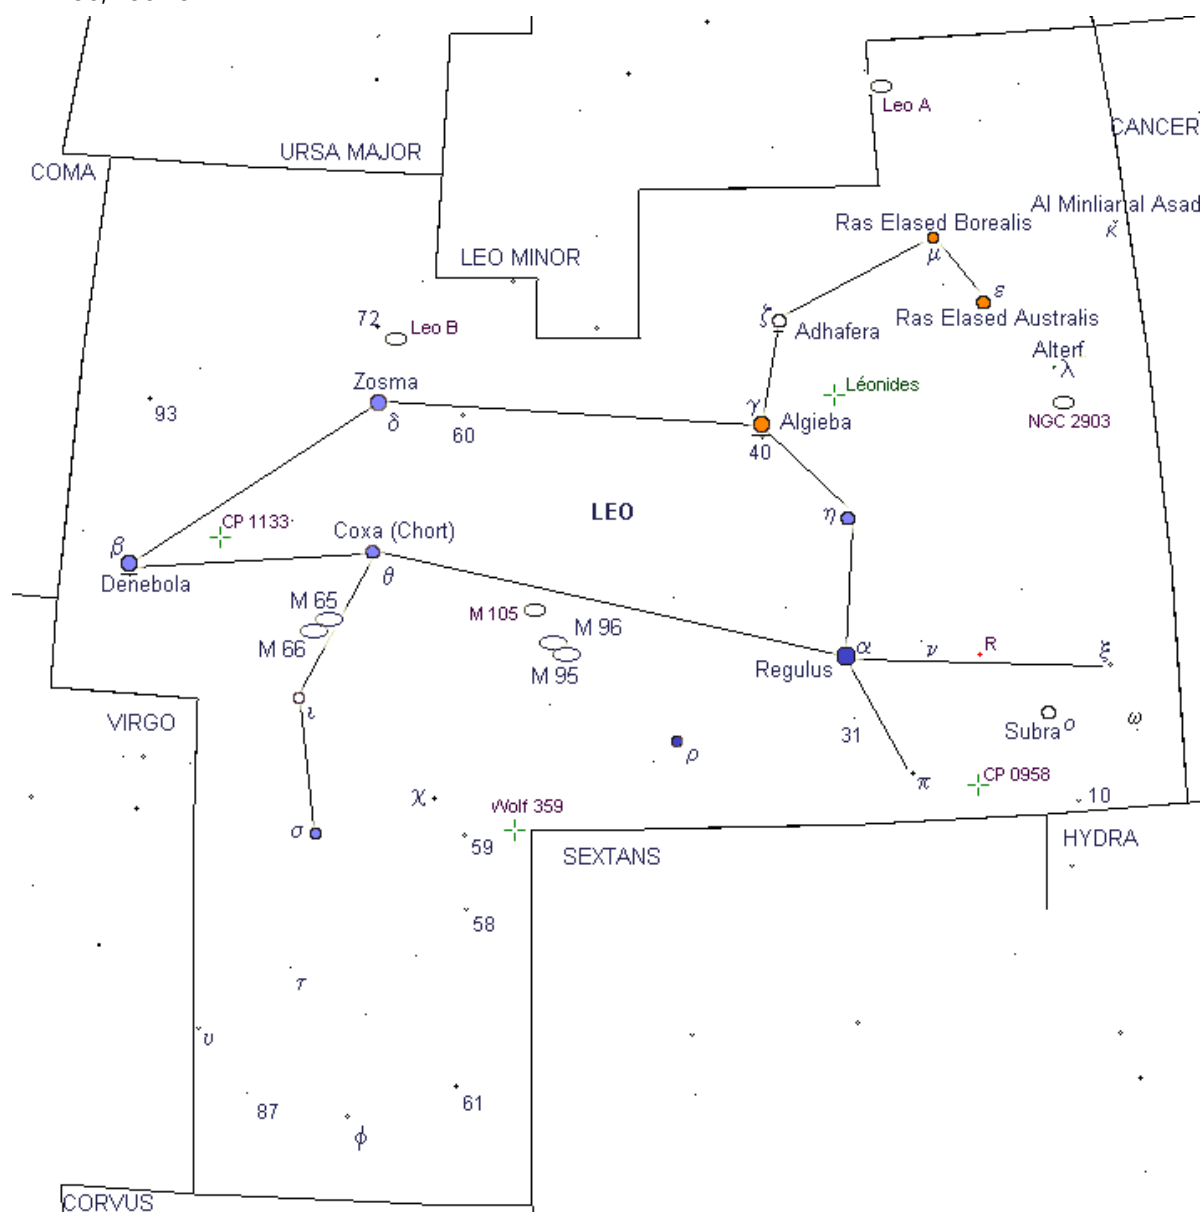 Leo A
CANCER
URSA MAJOR
COMA
Al Minliaral Asad
Ras Elased Borealis
κ
μ
LEO MINOR
ε
ζ
72
Leo B
Adhafera
Ras Elased Australis
Alterf
λ
Zosma
Léonides
93
δ
60
γ
Algieba
NGC 2903
40
LEO
η
CP 1133
Coxa (Chort)
β
θ
Denebola
M 65
M 105
M 96
M 66
M 95
α
ν
R
ξ
Regulus
ι
VIRGO
31
Subra
ο
ω
ρ
π
CP 0958
χ
10
Wolf 359
σ
59
SEXTANS
HYDRA
58
τ
υ
87
61
φ
CORVUS